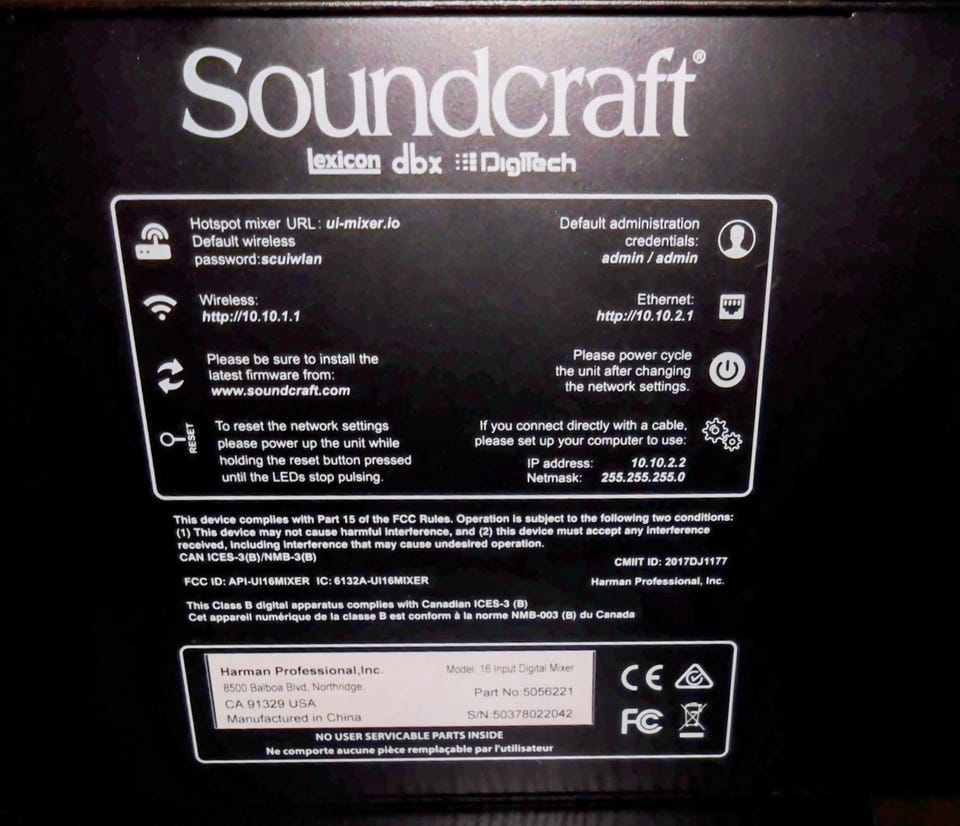 Soundcraft®
lexicon dbx DigiTech
Hotspot mixer URL: ui-mixer.io
Default wireless
password:scuiwlan
Default administration
credentials:
admin / admin
Wireless:
http://10.10.1.1
Ethernet:
http://10.10.2.1
Please be sure to install the
latest firmware from:
www.soundcraft.com
Please power cycle
the unit after changing
the network settings.
RESET
To reset the network settings
please power up the unit while
holding the reset button pressed
until the LEDs stop pulsing.
If you connect directly with a cable,
please set up your computer to use:
IP address: 10.10.2.2
Netmask: 255.255.255.0
This device complies with Part 15 of the FCC Rules. Operation is subject to the following two conditions:
(1) This device may not cause harmful interference, and (2) this device must accept any interference
received, including interference that may cause undesired operation.
CAN ICES-3(B)/NMB-3(B)
CMIIT ID: 2017DJ1177
FCC ID: API-UI16MIXER IC: 6132A-UI16MIXER
Harman Professional, Inc.
This Class B digital apparatus complies with Canadian ICES-3 (B)
Cet appareil numérique de la classe B est conform à la norme NMB-003 (B) du Canada
Harman Professional,Inc.
8500 Balboa Blvd, Northridge.
CA 91329 USA
Manufactured in China
Model: 16 Input Digital Mixer
Part No:5056221
S/N:50378022042
NO USER SERVICABLE PARTS INSIDE
Ne comporte aucune pièce remplaçable par l'utilisateur
CE
FC